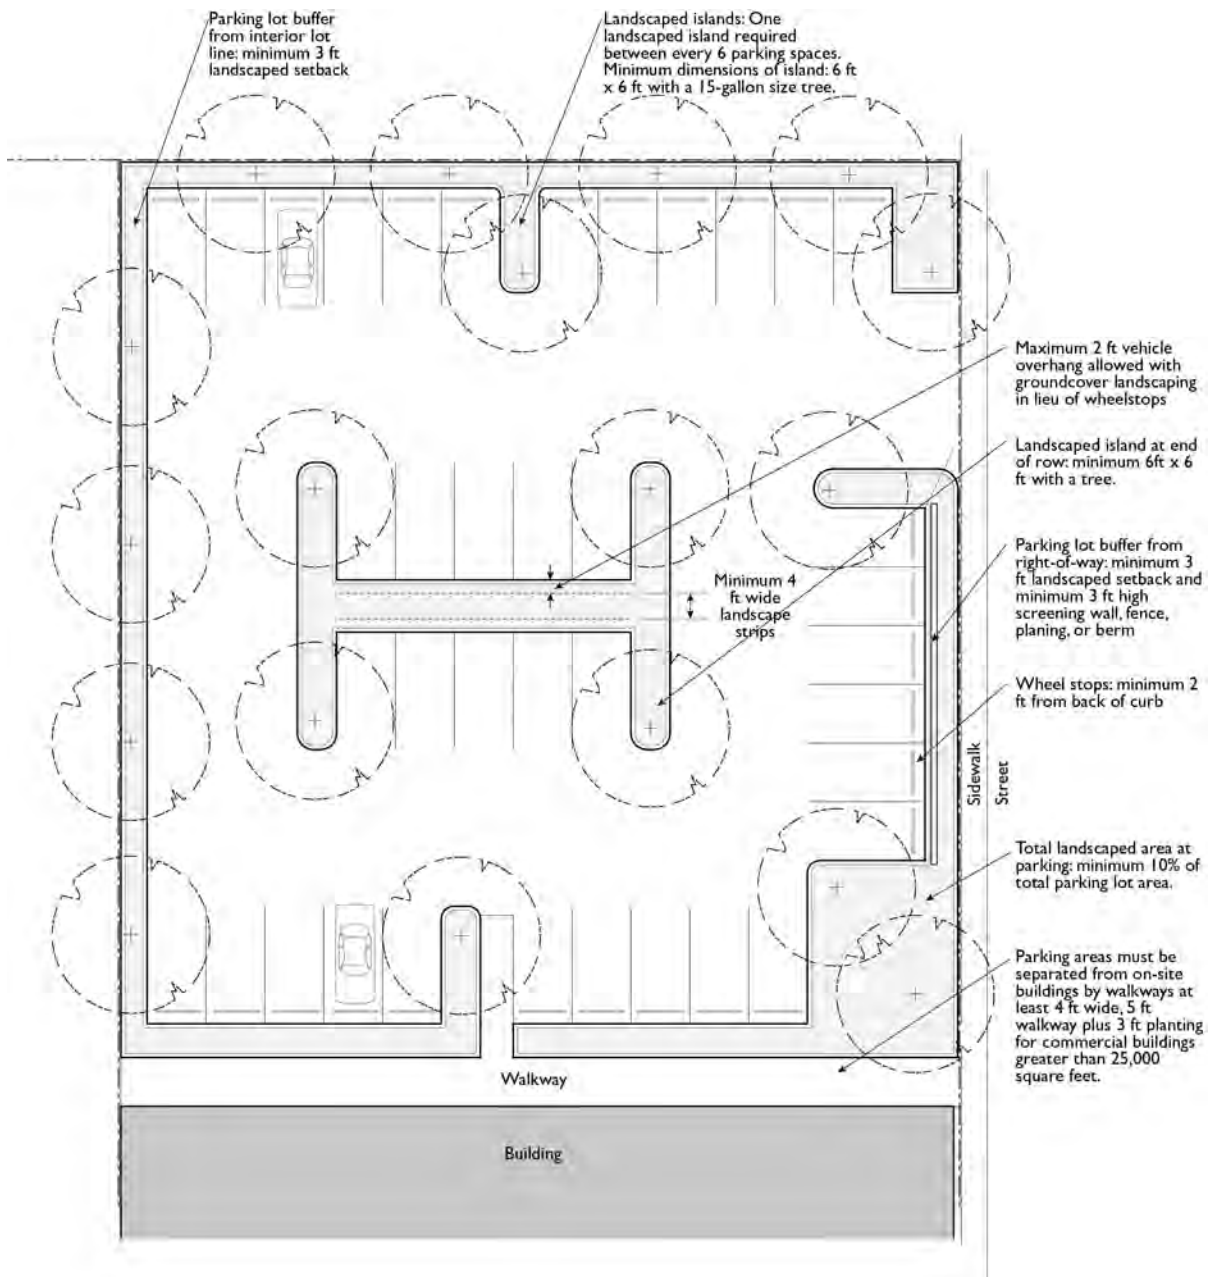 Parking lot buffer
from interior lot
line: minimum 3 ft
landscaped setback
Landscaped islands: One
landscaped island required
between every 6 parking spaces.
Minimum dimensions of island: 6 ft
x 6 ft with a 15-gallon size tree.
Maximum 2 ft vehicle
overhang allowed with
groundcover landscaping
in lieu of wheelstops
Landscaped island at end
of row: minimum 6ft x 6
ft with a tree.
Parking lot buffer from
right-of-way: minimum 3
ft landscaped setback and
minimum 3 ft high
screening wall, fence,
planing, or berm
Minimum 4
ft wide
landscape
strips
Wheel stops: minimum 2
ft from back of curb
Sidewalk
Street
Total landscaped area at
parking: minimum 10% of
total parking lot area.
Parking areas must be
separated from on-site
buildings by walkways at
least 4 ft wide, 5 ft
walkway plus 3 ft planting
for commercial buildings
greater than 25,000
square feet.
Walkway
Building